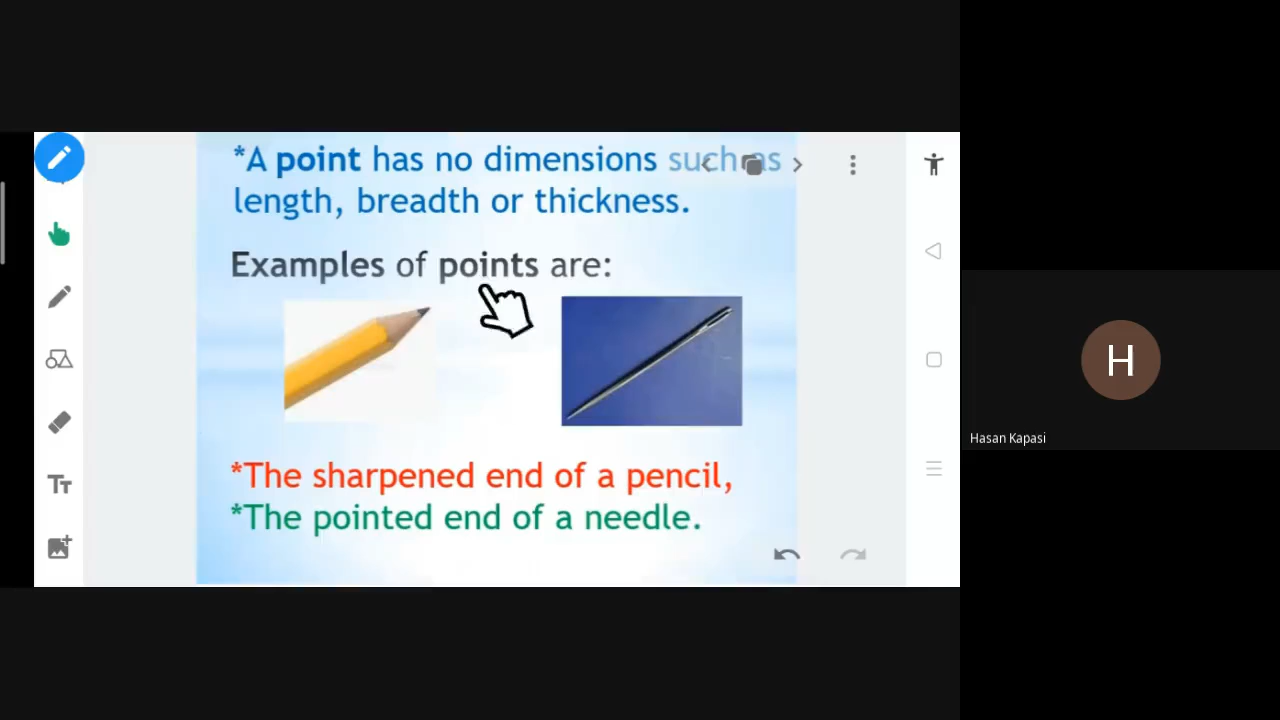 *A point has no dimensions such as
length, breadth or thickness.
Examples of points are:
*The sharpened end of a pencil,
*The pointed end of a needle.
TT
H
Hasan Kapasi